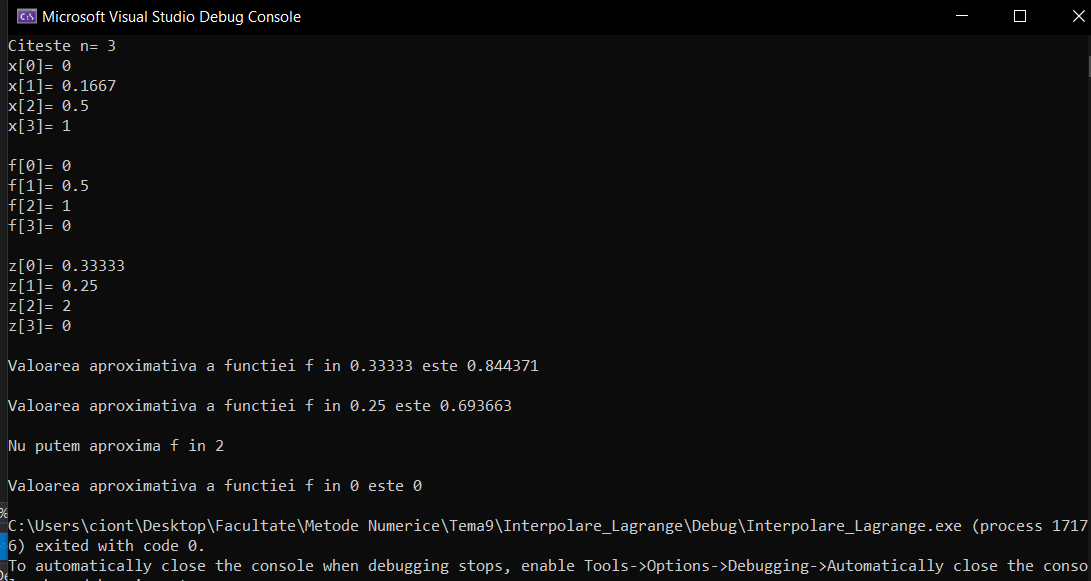 Microsoft Visual Studio Debug Console
Citeste n= 3
x[0]= 0
x[1]= 0.1667
x[2]= 0.5
x[3]= 1
f[0]= 0
f[1]= 0.5
f[2]= 1
f[3]= 0
z[0]= 0.33333
z[1]= 0.25
z[2]= 2
z[3]= 0
Valoarea aproximativa a functiei f in 0.33333 este 0.844371
Valoarea aproximativa a functiei f in 0.25 este 0.693663
Nu putem aproxima f in 2
Valoarea aproximativa a functiei f in 0 este 0
C:\Users\ciont\Desktop\Facultate\Metode Numerice\Tema9\Interpolare_Lagrange\Debug\Interpolare_Lagrange.exe (process 1717
6) exited with code 0.
To automatically close the console when debugging stops, enable Tools->Options->Debugging->Automatically close the conso